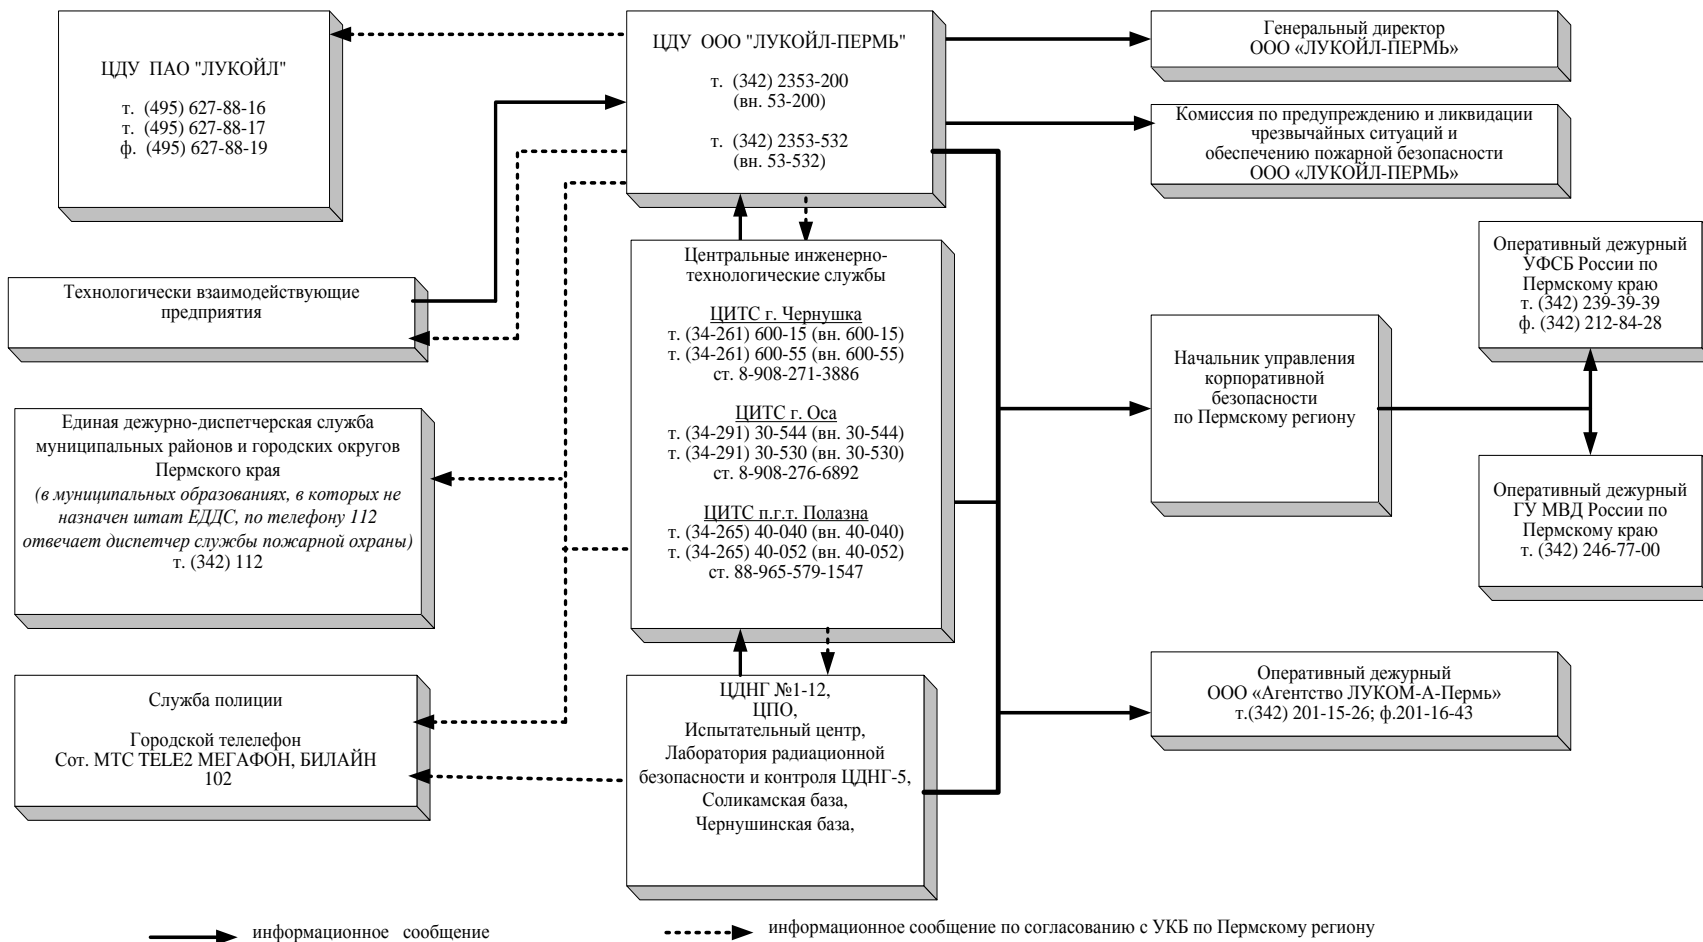 ЦДУ ПАО "ЛУКОЙЛ"
т. (495) 627-88-16
т. (495) 627-88-17
ф. (495) 627-88-19
ЦДУ ООО "ЛУКОЙЛ-ПЕРМЬ"
т. (342) 2353-200
(вн. 53-200)
т. (342) 2353-532
(вн. 53-532)
Генеральный директор
ООО «ЛУКОЙЛ-ПЕРМЬ»
Комиссия по предупреждению и ликвидации
чрезвычайных ситуаций и
обеспечению пожарной безопасности
ООО «ЛУКОЙЛ-ПЕРМЬ»
Технологически взаимодействующие
предприятия
Центральные инженерно-
технологические службы
ЦИТС г. Чернушка
т. (34-261) 600-15 (вн. 600-15)
т. (34-261) 600-55 (вн. 600-55)
ст. 8-908-271-3886
ЦИТС г. Оса
т. (34-291) 30-544 (вн. 30-544)
т. (34-291) 30-530 (вн. 30-530)
ст. 8-908-276-6892
ЦИТС п.г.т. Полазна
т. (34-265) 40-040 (вн. 40-040)
т. (34-265) 40-052 (вн. 40-052)
ст. 88-965-579-1547
Начальник управления
корпоративной
безопасности
по Пермскому региону
Оперативный дежурный
УФСБ России по
Пермскому краю
т. (342) 239-39-39
ф. (342) 212-84-28
Оперативный дежурный
ГУ МВД России по
Пермскому краю
т. (342) 246-77-00
Единая дежурно-диспетчерская служба
муниципальных районов и городских округов
Пермского края
(в муниципальных образованиях, в которых не
назначен штат ЕДДС, по телефону 112
отвечает диспетчер службы пожарной охраны)
т. (342) 112
Служба полиции
Городской телелефон
Сот. МТС TELE2 МЕГАФОН, БИЛАЙН
102
ЦДНГ №1-12,
ЦПО,
Испытательный центр,
Лаборатория радиационной
безопасности и контроля ЦДНГ-5,
Соликамская база,
Чернушинская база,
Оперативный дежурный
ООО «Агентство ЛУКОМ-А-Пермь»
т.(342) 201-15-26; ф.201-16-43
информационное сообщение
информационное сообщение по согласованию с УКБ по Пермскому региону